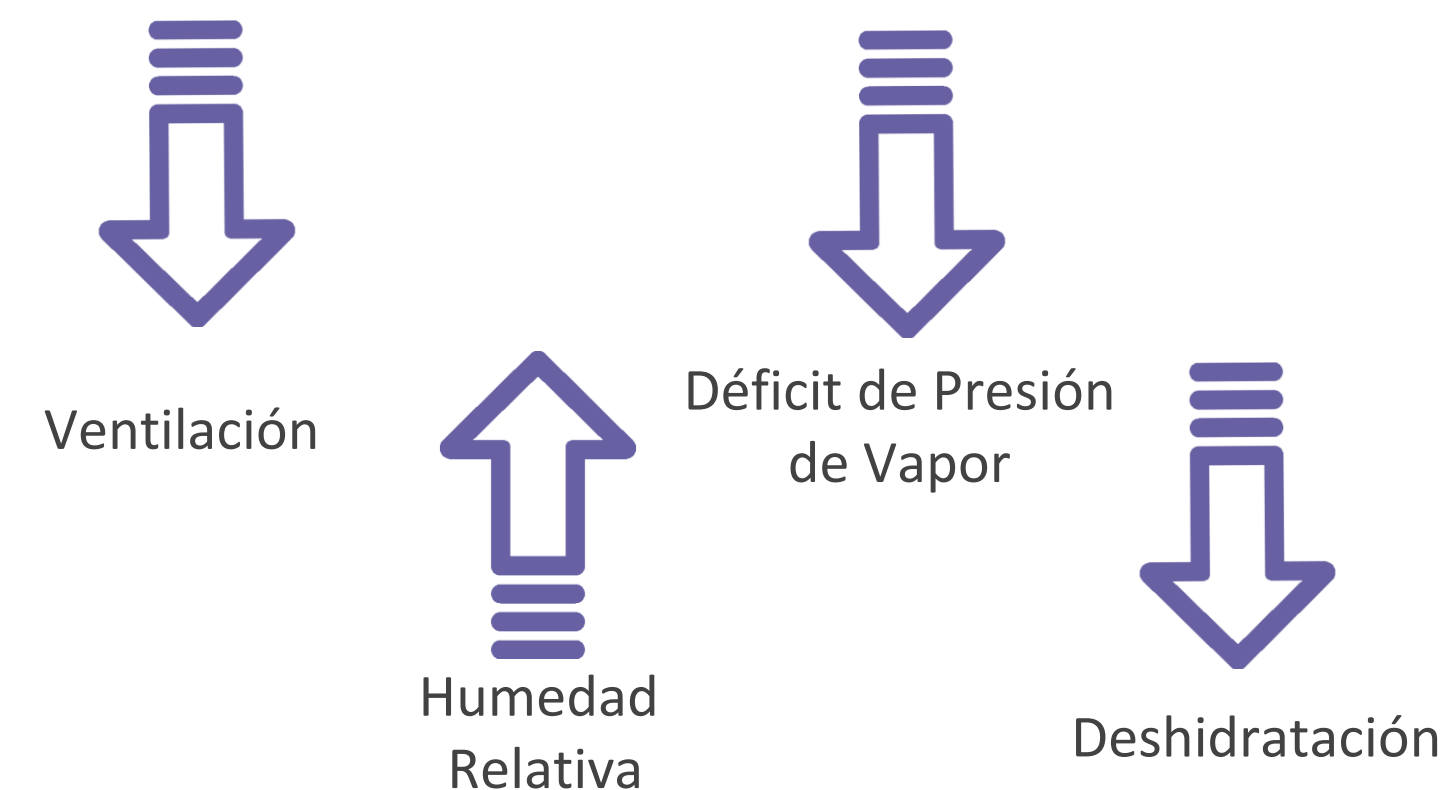 Ventilación
Humedad
Relativa
Déficit de Presión
de Vapor
Deshidratación